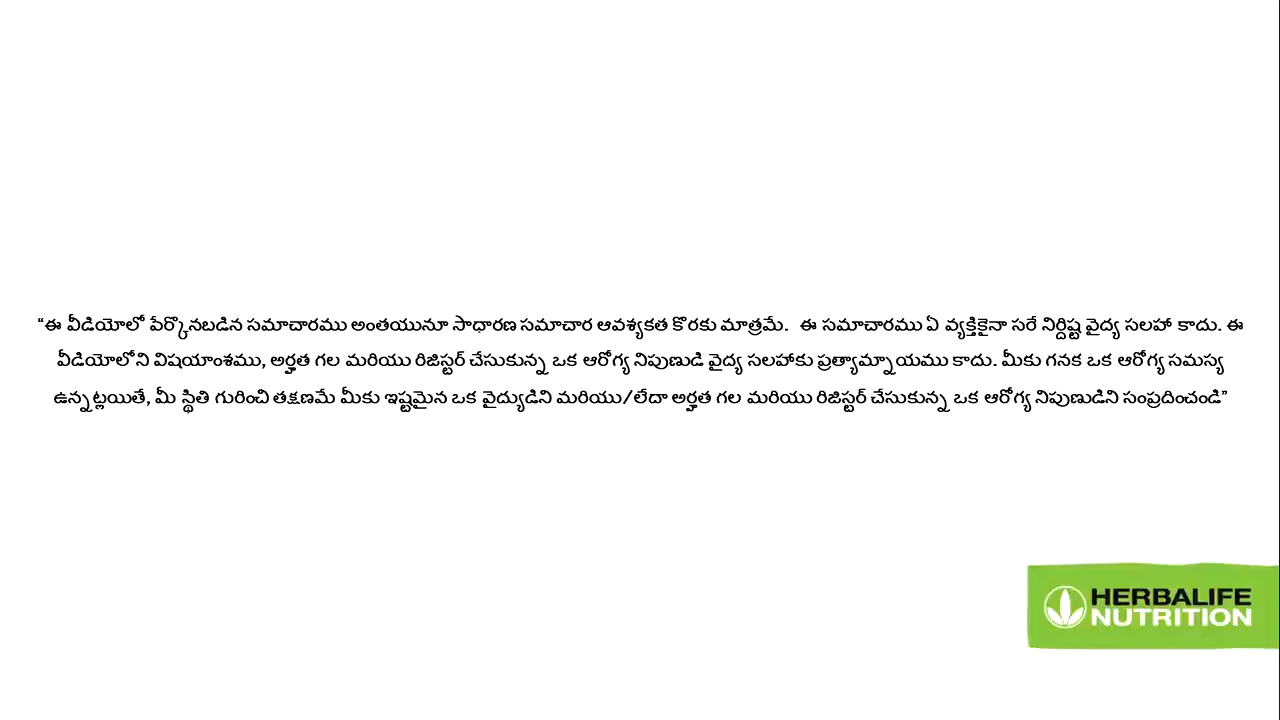 “ఈ వీడియోలో పేర్కొనబడిన సమాచారము అంతయునూ సాధారణ సమాచార ఆవశ్యకత కొరకు మాత్రమే. ఈ సమాచారము ఏ వ్యక్తికైనా సరే నిర్దిష్ట వైద్య సలహా కాదు. ఈ
వీడియోలోని విషయాంశము, అర్హత గల మరియు రిజిస్టర్ చేసుకున్న ఒక ఆరోగ్య నిపుణుడి వైద్య సలహాకు ప్రత్యామ్నాయము కాదు. మీకు గనక ఒక ఆరోగ్య సమస్య
ఉన్నట్లయితే, మీ స్థితి గురించి తక్షణమే మీకు ఇష్టమైన ఒక వైద్యుడిని మరియు/లేదా అర్హత గల మరియు రిజిస్టర్ చేసుకున్న ఒక ఆరోగ్య నిపుణుడిని సంప్రదించండి”
HERBALIFE
NUTRITION